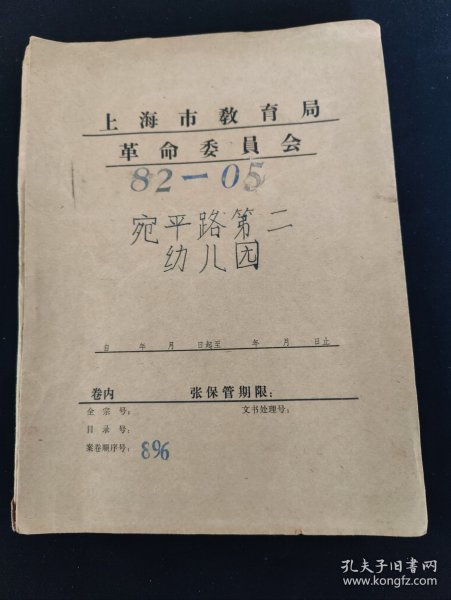 上海市教育局
革命委員会
82-05
宛平路第二
幼儿园
自 年 月 日起至 年 月 日止
卷内 张保管期限：
全宗号： 文书处理号：
目录号：
案卷顺序号：896
孔夫子旧书网
www.kongfz.com